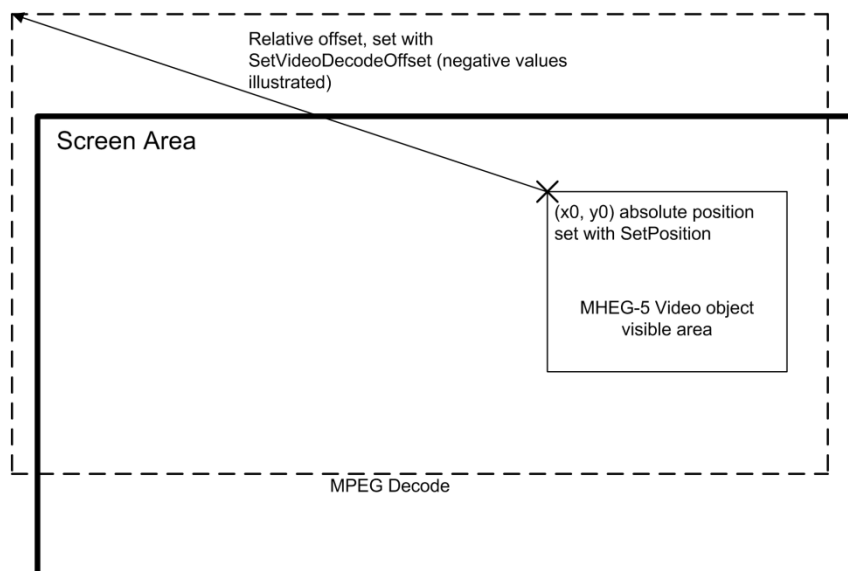 Relative offset, set with
SetVideoDecodeOffset (negative values
illustrated)
Screen Area
(x0, y0) absolute position
set with SetPosition
MHEG-5 Video object
visible area
MPEG Decode